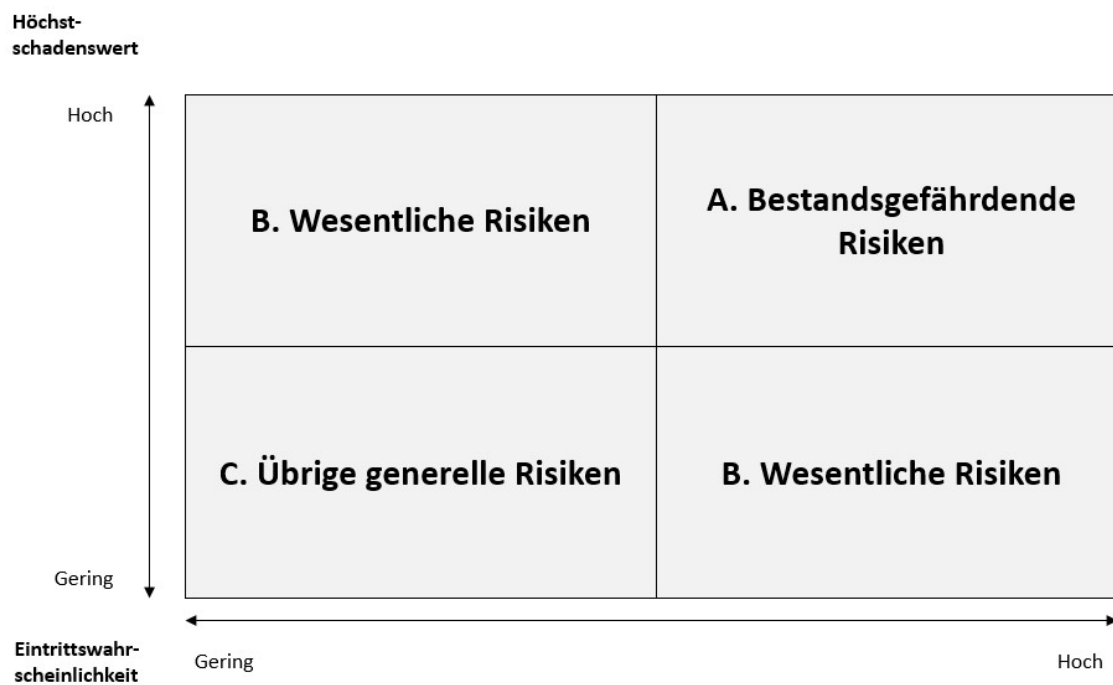 Höchst-
schadenswert
Hoch
B. Wesentliche Risiken
A. Bestandsgefährdende
Risiken
C. Übrige generelle Risiken
B. Wesentliche Risiken
Gering
Eintrittswahr-
scheinlichkeit
Gering
Hoch